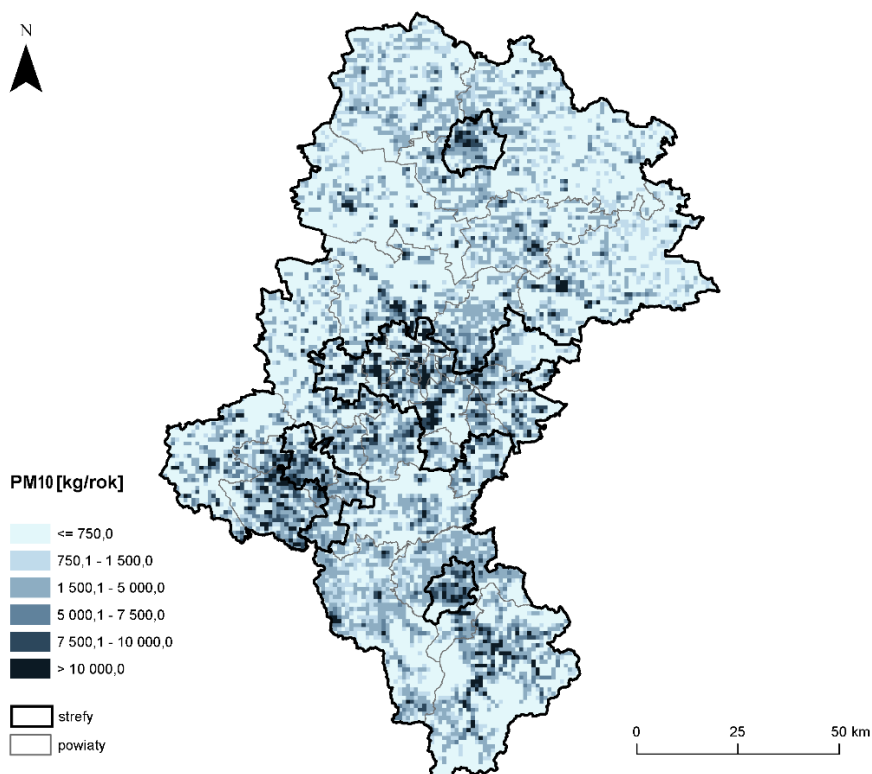 N
PM10 [kg/rok]
<= 750,0
750,1 - 1 500,0
1 500,1 - 5 000,0
5 000,1 - 7 500,0
7 500,1 - 10 000,0
> 10 000,0
strefy
powiaty
0 25 50 km